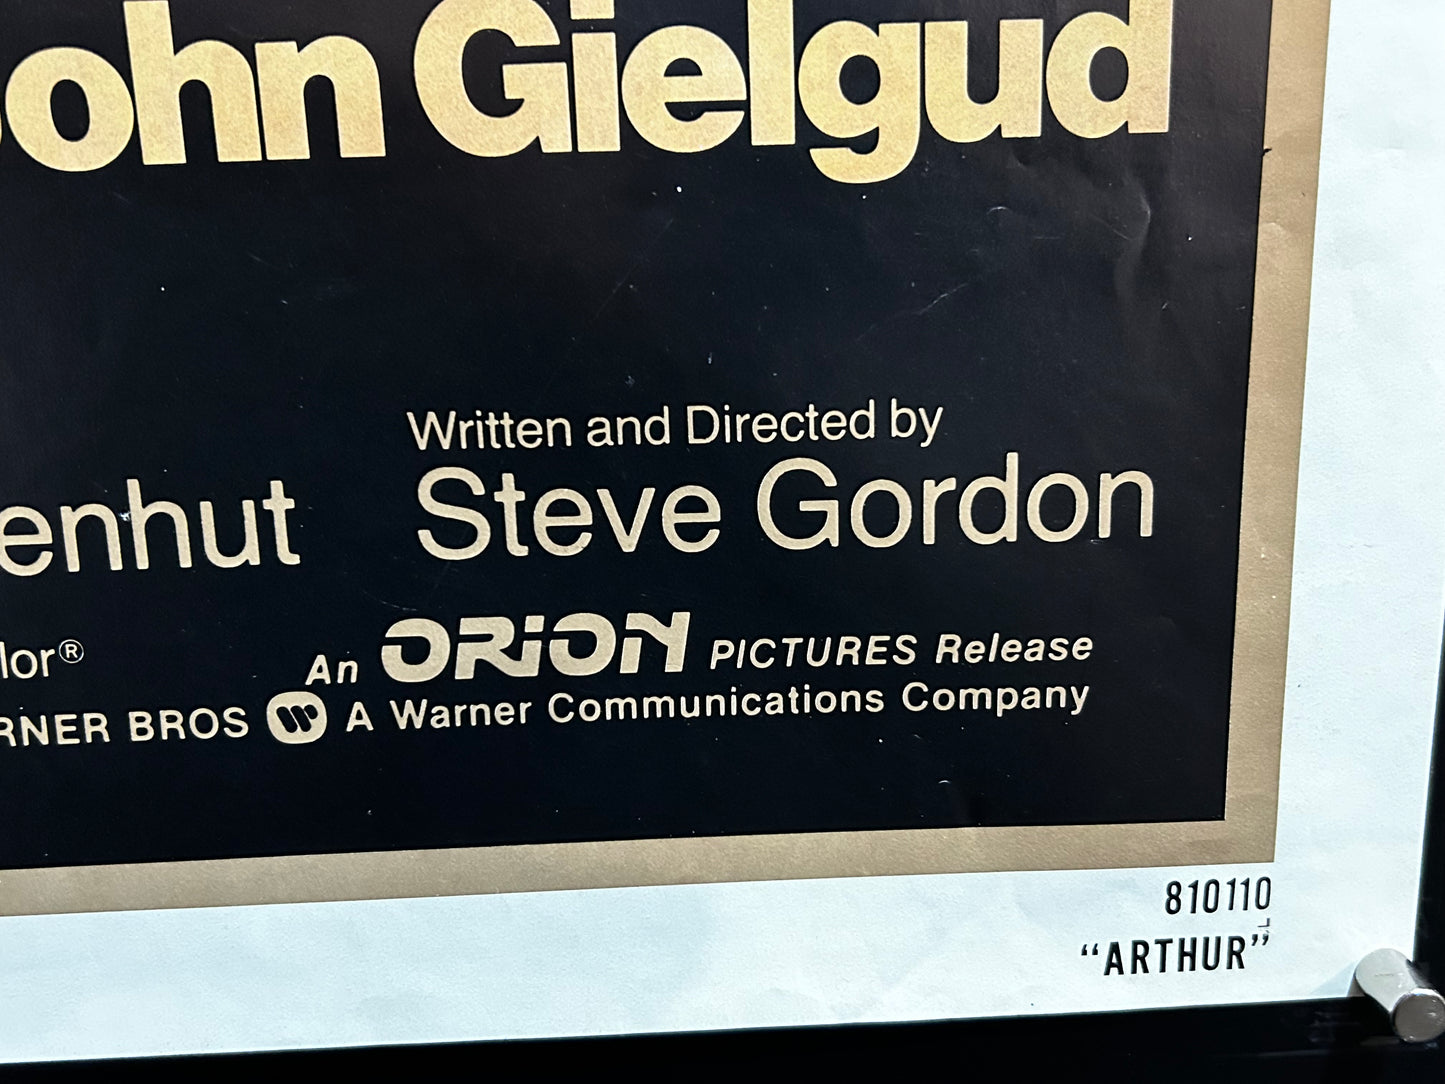 John Gielgud
Written and Directed by
enhut Steve Gordon
lor® An ORION PICTURES Release
RNER BROS A Warner Communications Company
810110
“ARTHUR”